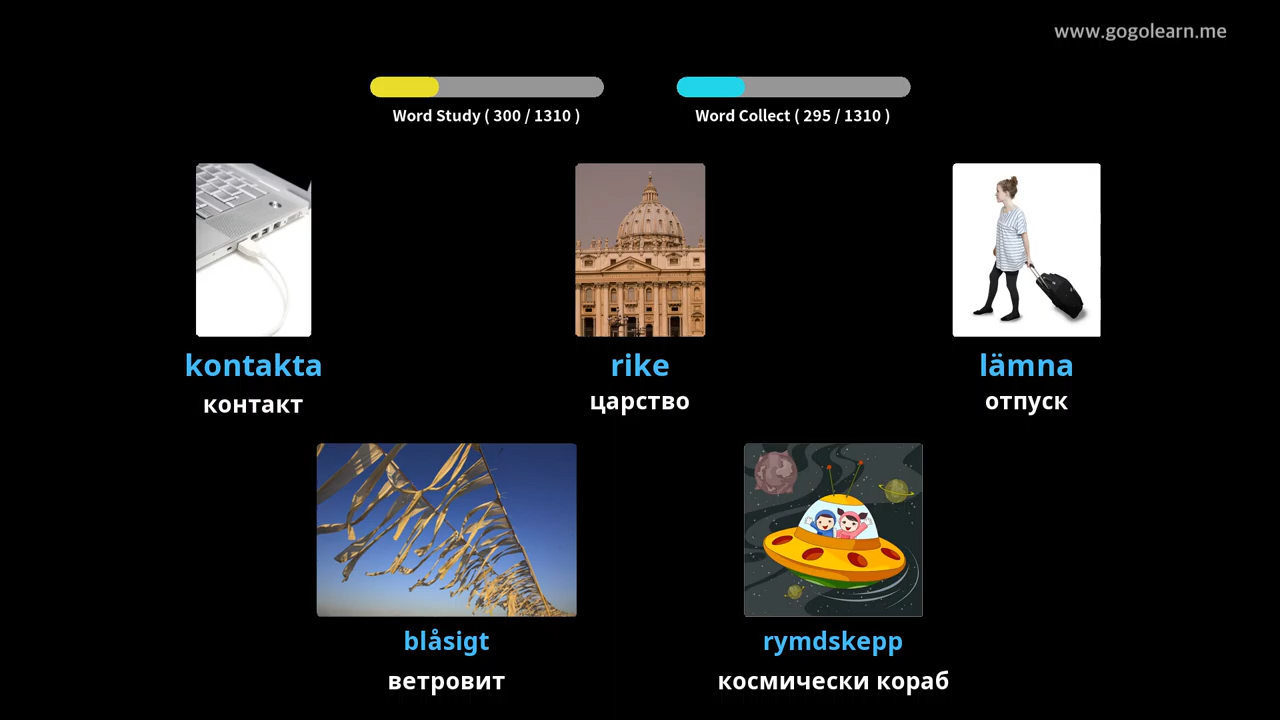 www.gogolearn.me
Word Study ( 300 / 1310 )
Word Collect ( 295 / 1310 )
kontakta
rike
lämna
контакт
царство
отпуск
blåsigt
rymdskepp
ветровит
космически кораб